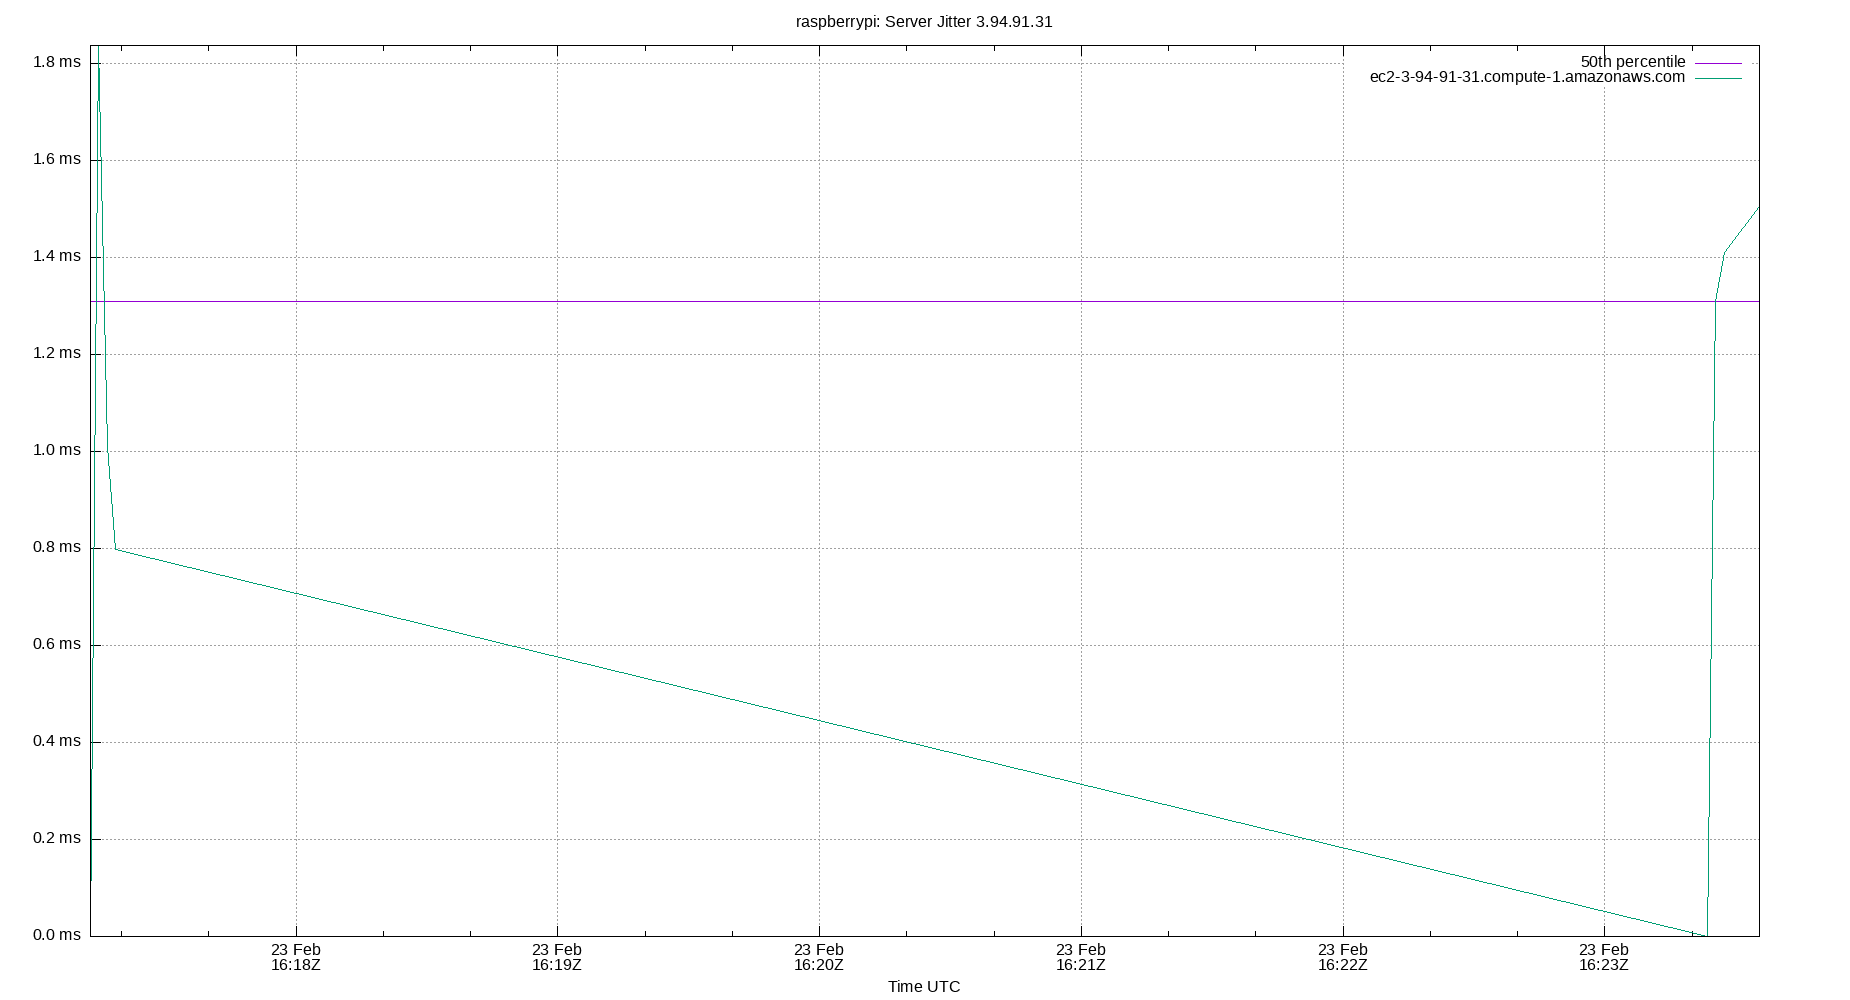 raspberrypi: Server Jitter 3.94.91.31
50th percentile
ec2-3-94-91-31.compute-1.amazonaws.com
1.8 ms
1.6 ms
1.4 ms
1.2 ms
1.0 ms
0.8 ms
0.6 ms
0.4 ms
0.2 ms
0.0 ms
23 Feb 23 Feb 23 Feb 23 Feb 23 Feb 23 Feb
16:18Z 16:19Z 16:20Z 16:21Z 16:22Z 16:23Z
Time UTC